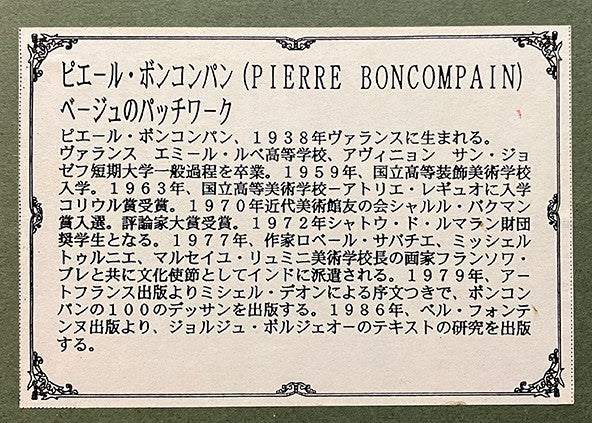 ピエール・ボンコンパン(PIERRE BONCOMPAIN)
ベージュのパッチワーク
ピエール・ボンコンパン、1938年ヴァランスに生まれる。
ヴァランス エミール・ルベ高等学校、アヴィニョン サン・ジョ
ゼフ短期大学一般過程を卒業。1959年、国立高等装飾美術学校
入学。1963年、国立高等美術学校−アトリエ・レギュオに入学
コリウル賞受賞。1970年近代美術館友の会シャルル・パクマン
賞入選。評論家大賞受賞。1972年シャトウ・ド・ルマラン財団
奨学生となる。1977年、作家ロベール・サバチエ、ミッシェル
トゥルニエ、マルセイユ・リュミニ美術学校長の画家フランソワ・
ブレと共に文化使節としてインドに派遣される。1979年、アー
トフランス出版よりミシェル・デオンによる序文つきで、ボンコン
パンの100のデッサンを出版する。1986年、ベル・フォンテ
ンヌ出版より、ジョルジュ・ボルジェオーのテキストの研究を出版
する。